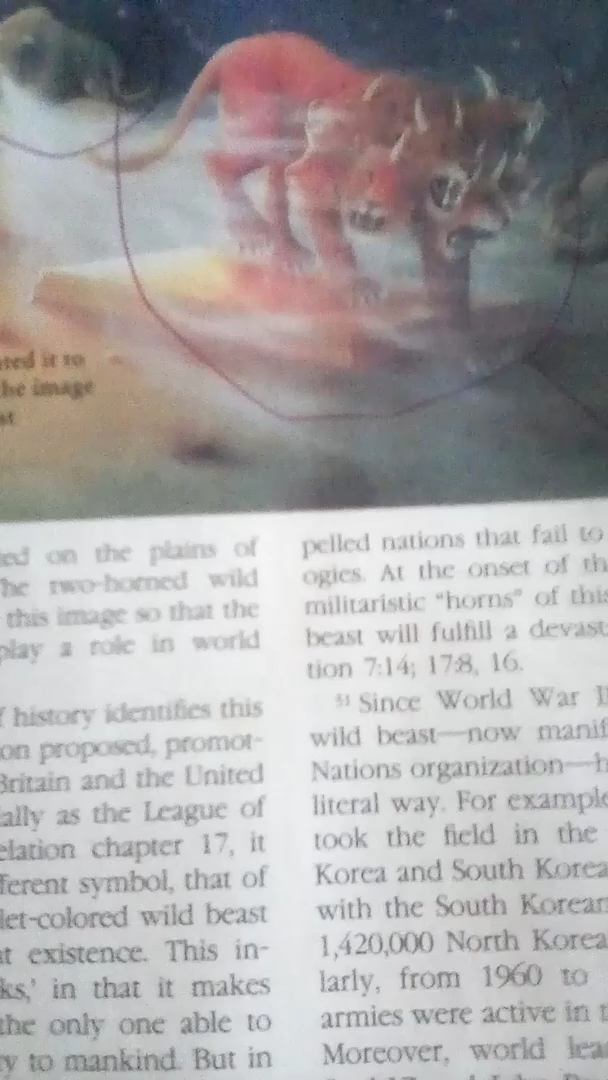 ted it to
he image
st
ied on the plains of
he two-horned wild
this image so that the
play a role in world
f history identifies this
on proposed, promot-
Britain and the United
ally as the League of
elation chapter 17, it
ferent symbol, that of
let-colored wild beast
t existence. This in-
ks,' in that it makes
the only one able to
y to mankind. But in
pelled nations that fail to
ogies. At the onset of th
militaristic "horns" of this
beast will fulfill a devast
tion 7:14; 17:8, 16.
51 Since World War II
wild beast—now manif
Nations organization—h
literal way. For example
took the field in the
Korea and South Korea
with the South Korean
1,420,000 North Korea
larly, from 1960 to
armies were active in t
Moreover, world lea